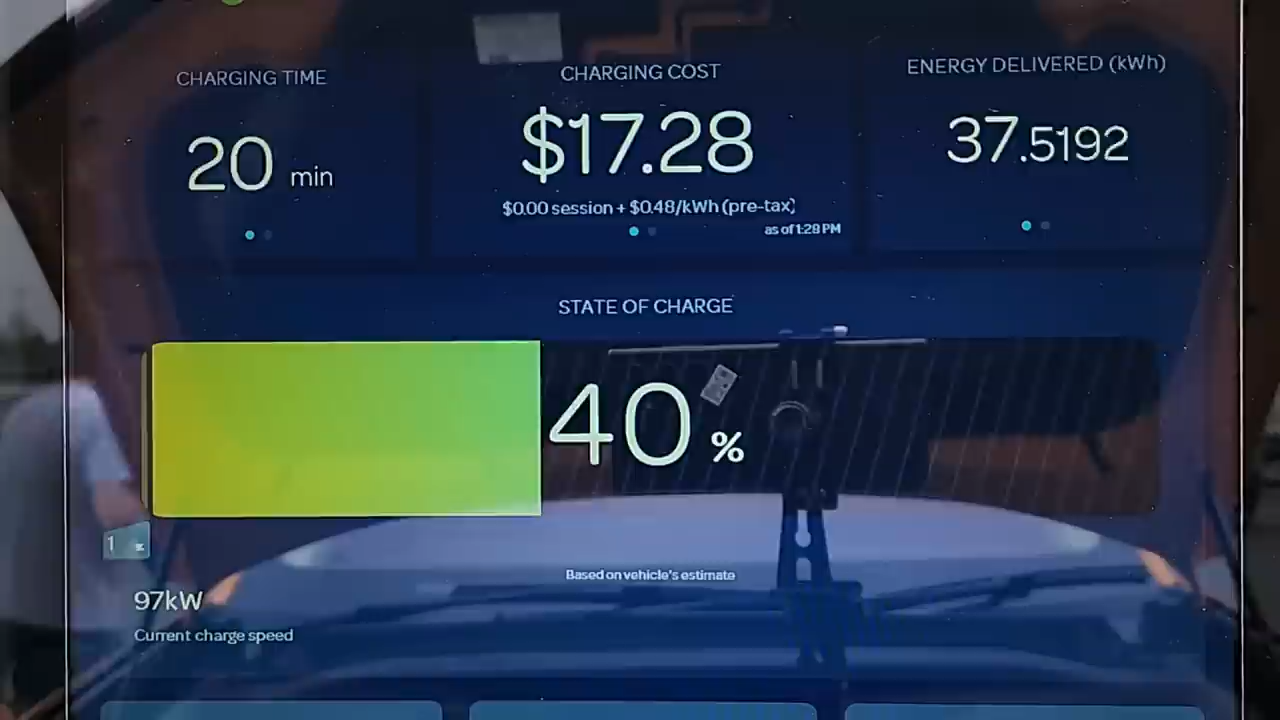 CHARGING TIME
20 min
CHARGING COST
$17.28
$0.00 session + $0.48/kWh (pre-tax)
as of 1:28 PM
ENERGY DELIVERED (kWh)
37.5192
STATE OF CHARGE
40 %
1 %
Based on vehicle's estimate
97kW
Current charge speed